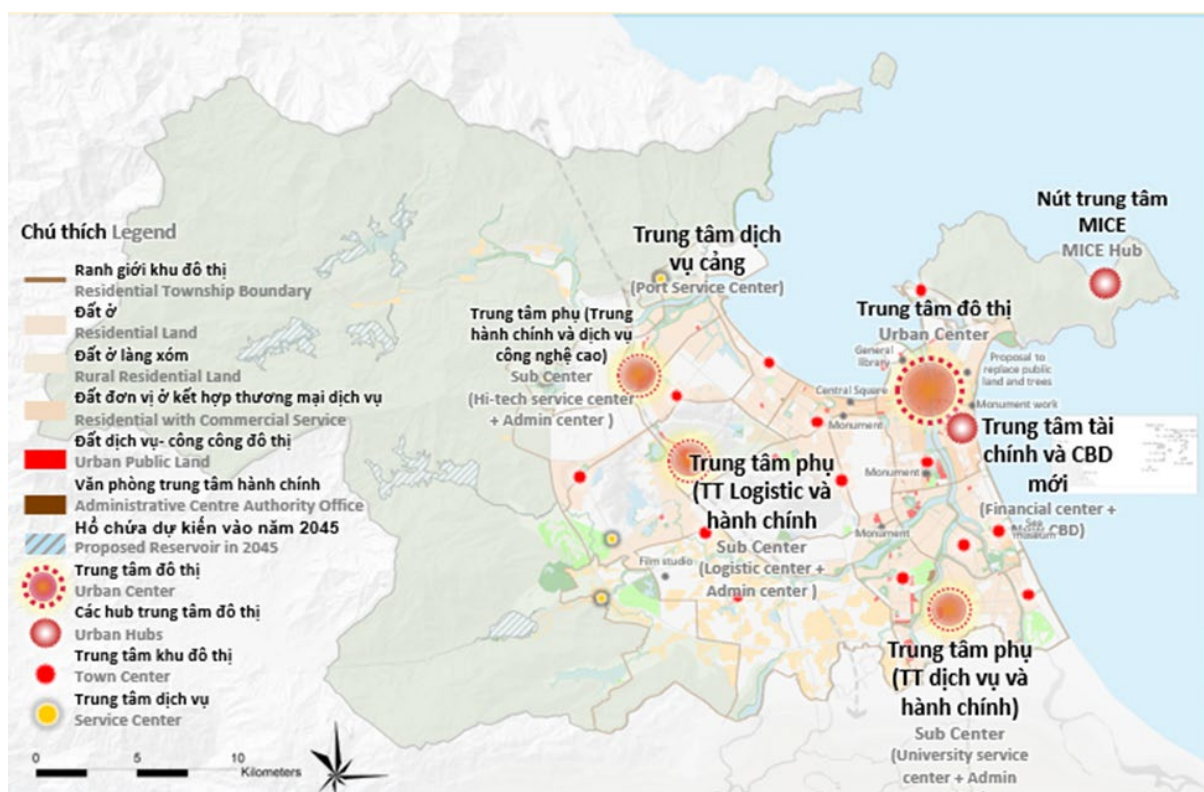 Chú thích Legend
Ranh giới khu đô thị
Residential Township Boundary
Đất ở
Residential Land
Đất ở làng xóm
Rural Residential Land
Đất đơn vị ở kết hợp thương mại dịch vụ
Residential with Commercial Service
Đất dịch vụ- công công đô thị
Urban Public Land
Văn phòng trung tâm hành chính
Administrative Centre Authority Office
Hồ chứa dự kiến vào năm 2045
Proposed Reservoir in 2045
Trung tâm đô thị
Urban Center
Các hub trung tâm đô thị
Urban Hubs
Trung tâm khu đô thị
Town Center
Trung tâm dịch vụ
Service Center
0 5 10
Kilometers
Trung tâm dịch
vụ cảng
(Port Service Center)
Trung tâm phụ (Trung
hành chính và dịch vụ
công nghệ cao)
Sub Center
(Hi-tech service center
+ Admin center )
Trung tâm phụ
(TT Logistic và
hành chính
Sub Center
(Logistic center +
Admin center )
Film studio
Nút trung tâm
MICE
MICE Hub
Trung tâm đô thị
Urban Center
General
library
Proposal to
replace public
land and trees
Central Square
Monument work
Monument
Trung tâm tài
chính và CBD
mới
(Financial center +
CBD)
Sea
museum
Monument
Monument
Trung tâm phụ
(TT dịch vụ và
hành chính)
Sub Center
(University service
center + Admin